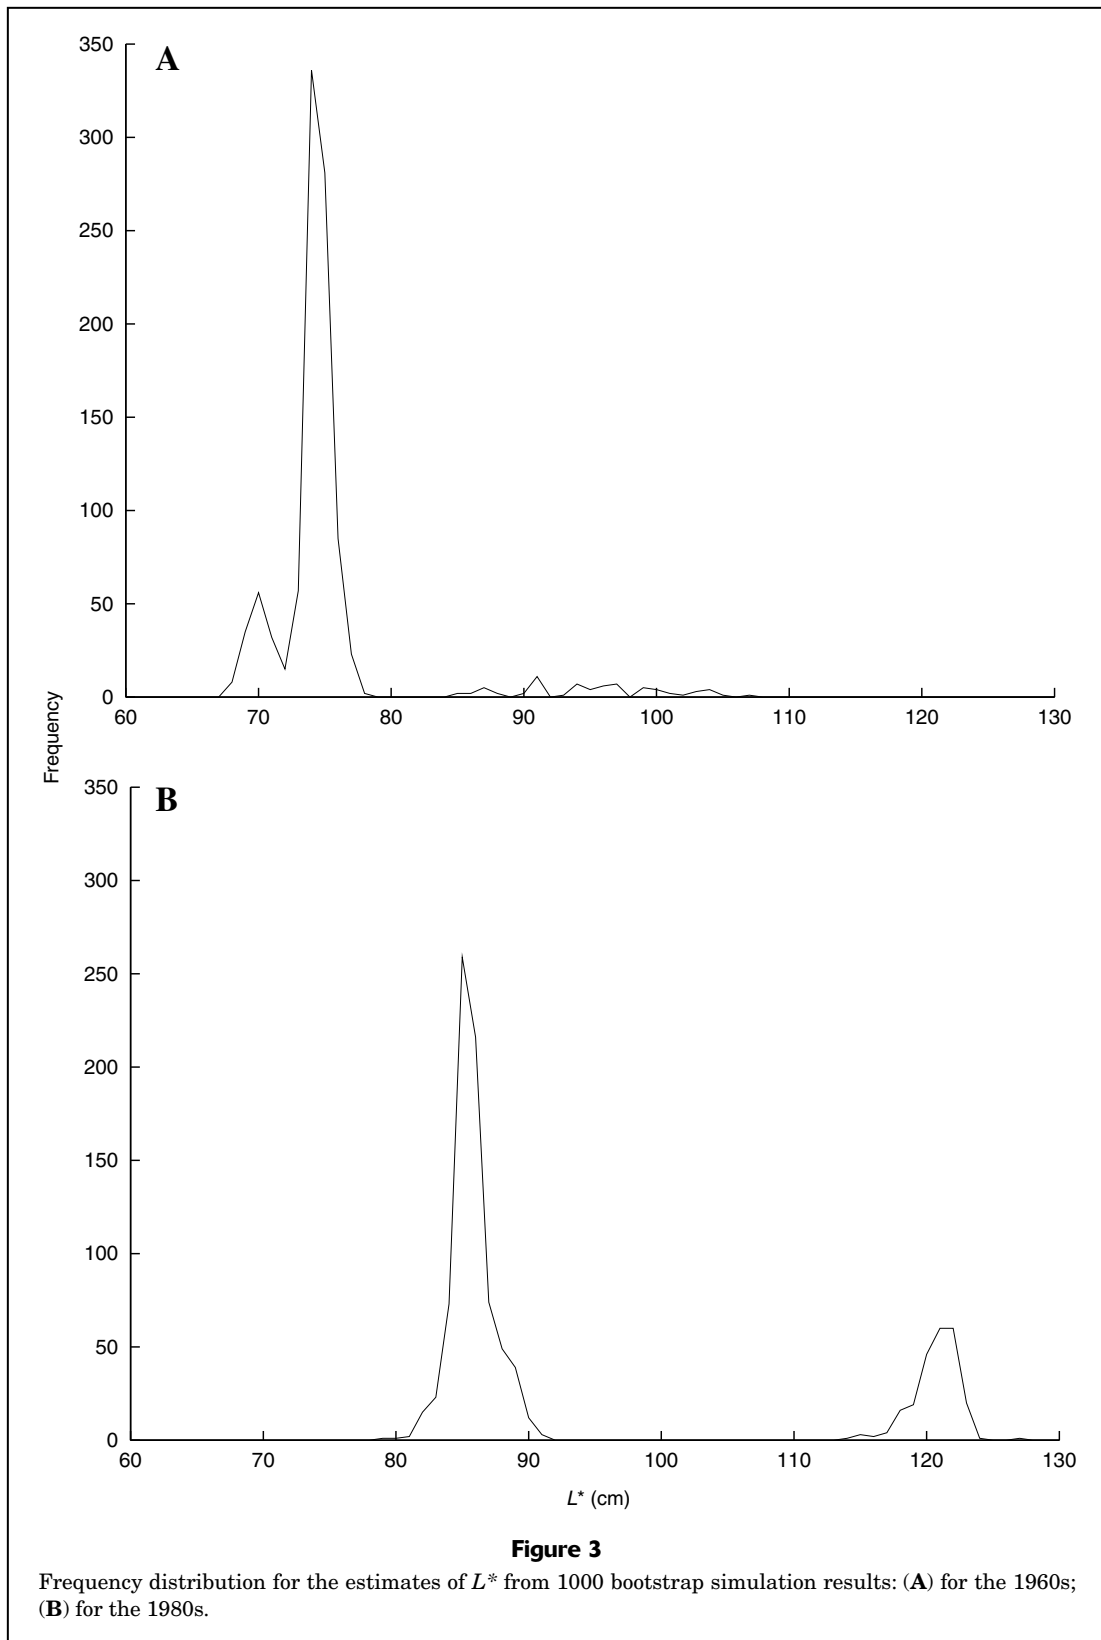 A
350
300
250
200
150
100
50
0
60 70 80 90 100 110 120 130
Frequency
B
350
300
250
200
150
100
50
0
60 70 80 90 100 110 120 130
L* (cm)
Figure 3
Frequency distribution for the estimates of L* from 1000 bootstrap simulation results: (A) for the 1960s;
(B) for the 1980s.